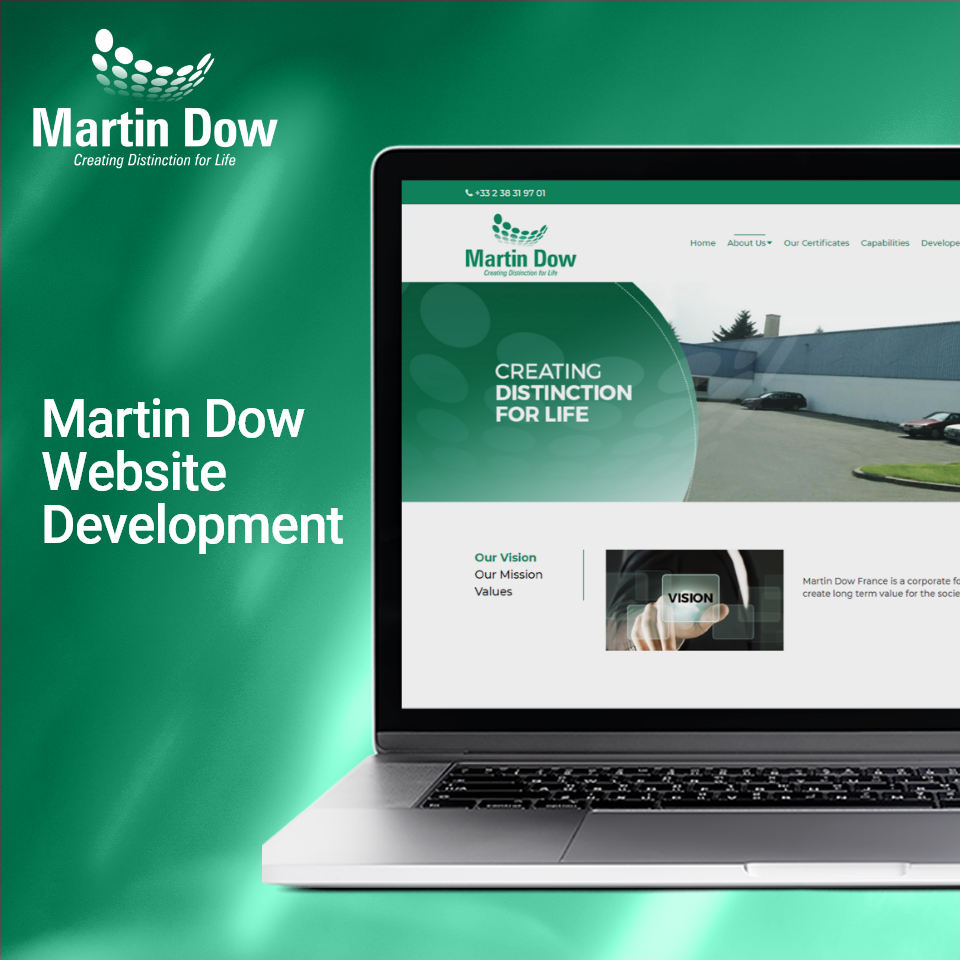 Martin Dow
Creating Distinction for Life
Martin Dow
Website
Development
+33 2 38 31 97 01
Martin Dow
Creating Distinction for Life
Home About Us Our Certificates Capabilities Develope
CREATING
DISTINCTION
FOR LIFE
Our Vision
Our Mission
Values
VISION
Martin Dow France is a corporate fo
create long term value for the socie
control option